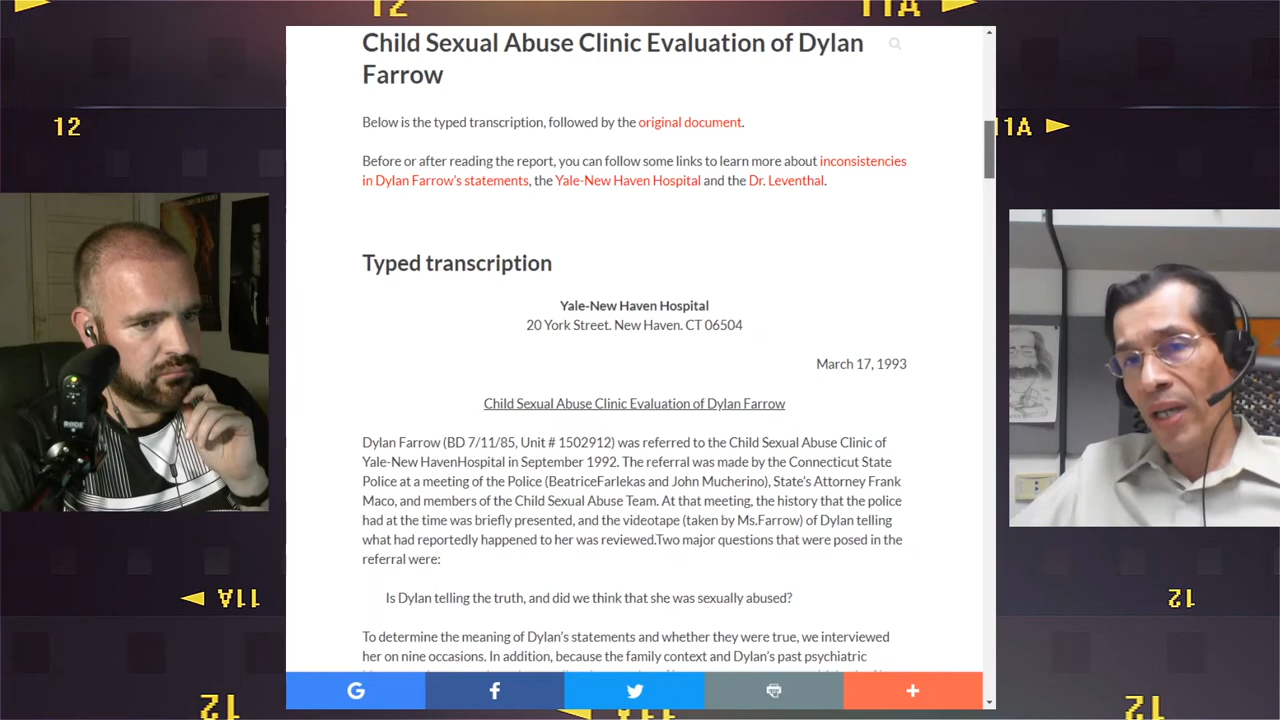 12
11A
Child Sexual Abuse Clinic Evaluation of Dylan
Farrow
Below is the typed transcription, followed by the original document.
12
11A
Before or after reading the report, you can follow some links to learn more about inconsistencies
in Dylan Farrow's statements, the Yale-New Haven Hospital and the Dr. Leventhal.
Typed transcription
Yale-New Haven Hospital
20 York Street. New Haven. CT 06504
March 17, 1993
RODE
Child Sexual Abuse Clinic Evaluation of Dylan Farrow
Dylan Farrow (BD 7/11/85, Unit # 1502912) was referred to the Child Sexual Abuse Clinic of
Yale-New HavenHospital in September 1992. The referral was made by the Connecticut State
Police at a meeting of the Police (BeatriceFarlekas and John Mucherino), State's Attorney Frank
Maco, and members of the Child Sexual Abuse Team. At that meeting, the history that the police
had at the time was briefly presented, and the videotape (taken by Ms.Farrow) of Dylan telling
what had reportedly happened to her was reviewed.Two major questions that were posed in the
referral were:
11A
Is Dylan telling the truth, and did we think that she was sexually abused?
12
To determine the meaning of Dylan's statements and whether they were true, we interviewed
her on nine occasions. In addition, because the family context and Dylan's past psychiatric
G
f
+
12
11A
12